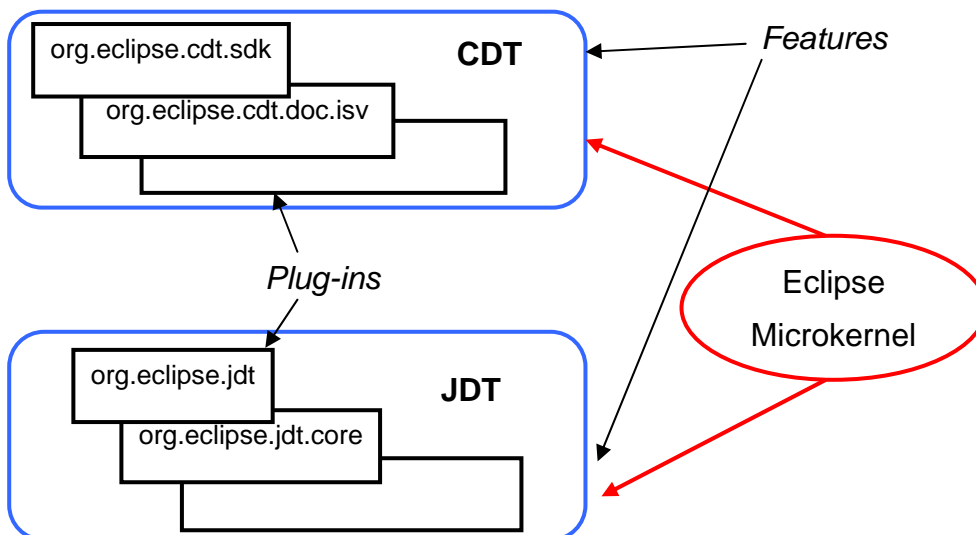 org.eclipse.cdt.sdk
CDT
Features
org.eclipse.cdt.doc.isv
Plug-ins
Eclipse
Microkernel
org.eclipse.jdt
JDT
org.eclipse.jdt.core